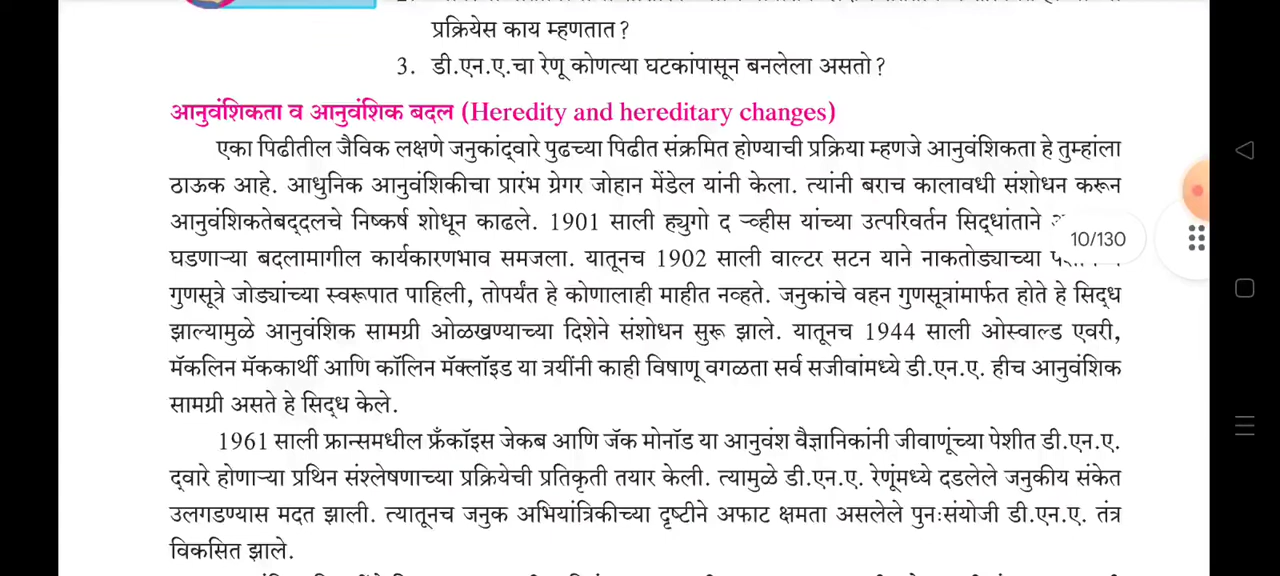 प्रक्रियेस काय म्हणतात ?
3. डी.एन.ए.चा रेणू कोणत्या घटकांपासून बनलेला असतो ?
आनुवंशिकता व आनुवंशिक बदल (Heredity and hereditary changes)
एका पिढीतील जैविक लक्षणे जनुकांद्वारे पुढच्या पिढीत संक्रमित होण्याची प्रक्रिया म्हणजे आनुवंशिकता हे तुम्हांला
ठाऊक आहे. आधुनिक आनुवंशिकीचा प्रारंभ ग्रेगर जोहान मेंडेल यांनी केला. त्यांनी बराच कालावधी संशोधन करून
आनुवंशिकतेबद्दलचे निष्कर्ष शोधून काढले. 1901 साली ह्युगो द व्हीस यांच्या उत्परिवर्तन सिद्धांताने
10/130
घडणाऱ्या बदलामागील कार्यकारणभाव समजला. यातूनच 1902 साली वाल्टर सटन याने नाकतोड्याच्या
गुणसूत्रे जोड्यांच्या स्वरूपात पाहिली, तोपर्यंत हे कोणालाही माहीत नव्हते. जनुकांचे वहन गुणसूत्रांमार्फत होते हे सिद्ध
झाल्यामुळे आनुवंशिक सामग्री ओळखण्याच्या दिशेने संशोधन सुरू झाले. यातूनच 1944 साली ओस्वाल्ड एवरी,
मॅकलिन मॅककार्थी आणि कॉलिन मॅक्लॉइड या त्रयींनी काही विषाणू वगळता सर्व सजीवांमध्ये डी.एन.ए. हीच आनुवंशिक
सामग्री असते हे सिद्ध केले.
1961 साली फ्रान्समधील फ्रँकॉइस जेकब आणि जॅक मोनॉड या आनुवंश वैज्ञानिकांनी जीवाणूंच्या पेशीत डी.एन.ए.
द्वारे होणाऱ्या प्रथिन संश्लेषणाच्या प्रक्रियेची प्रतिकृती तयार केली. त्यामुळे डी.एन.ए. रेणूंमध्ये दडलेले जनुकीय संकेत
उलगडण्यास मदत झाली. त्यातूनच जनुक अभियांत्रिकीच्या दृष्टीने अफाट क्षमता असलेले पुनःसंयोजी डी.एन.ए. तंत्र
विकसित झाले.